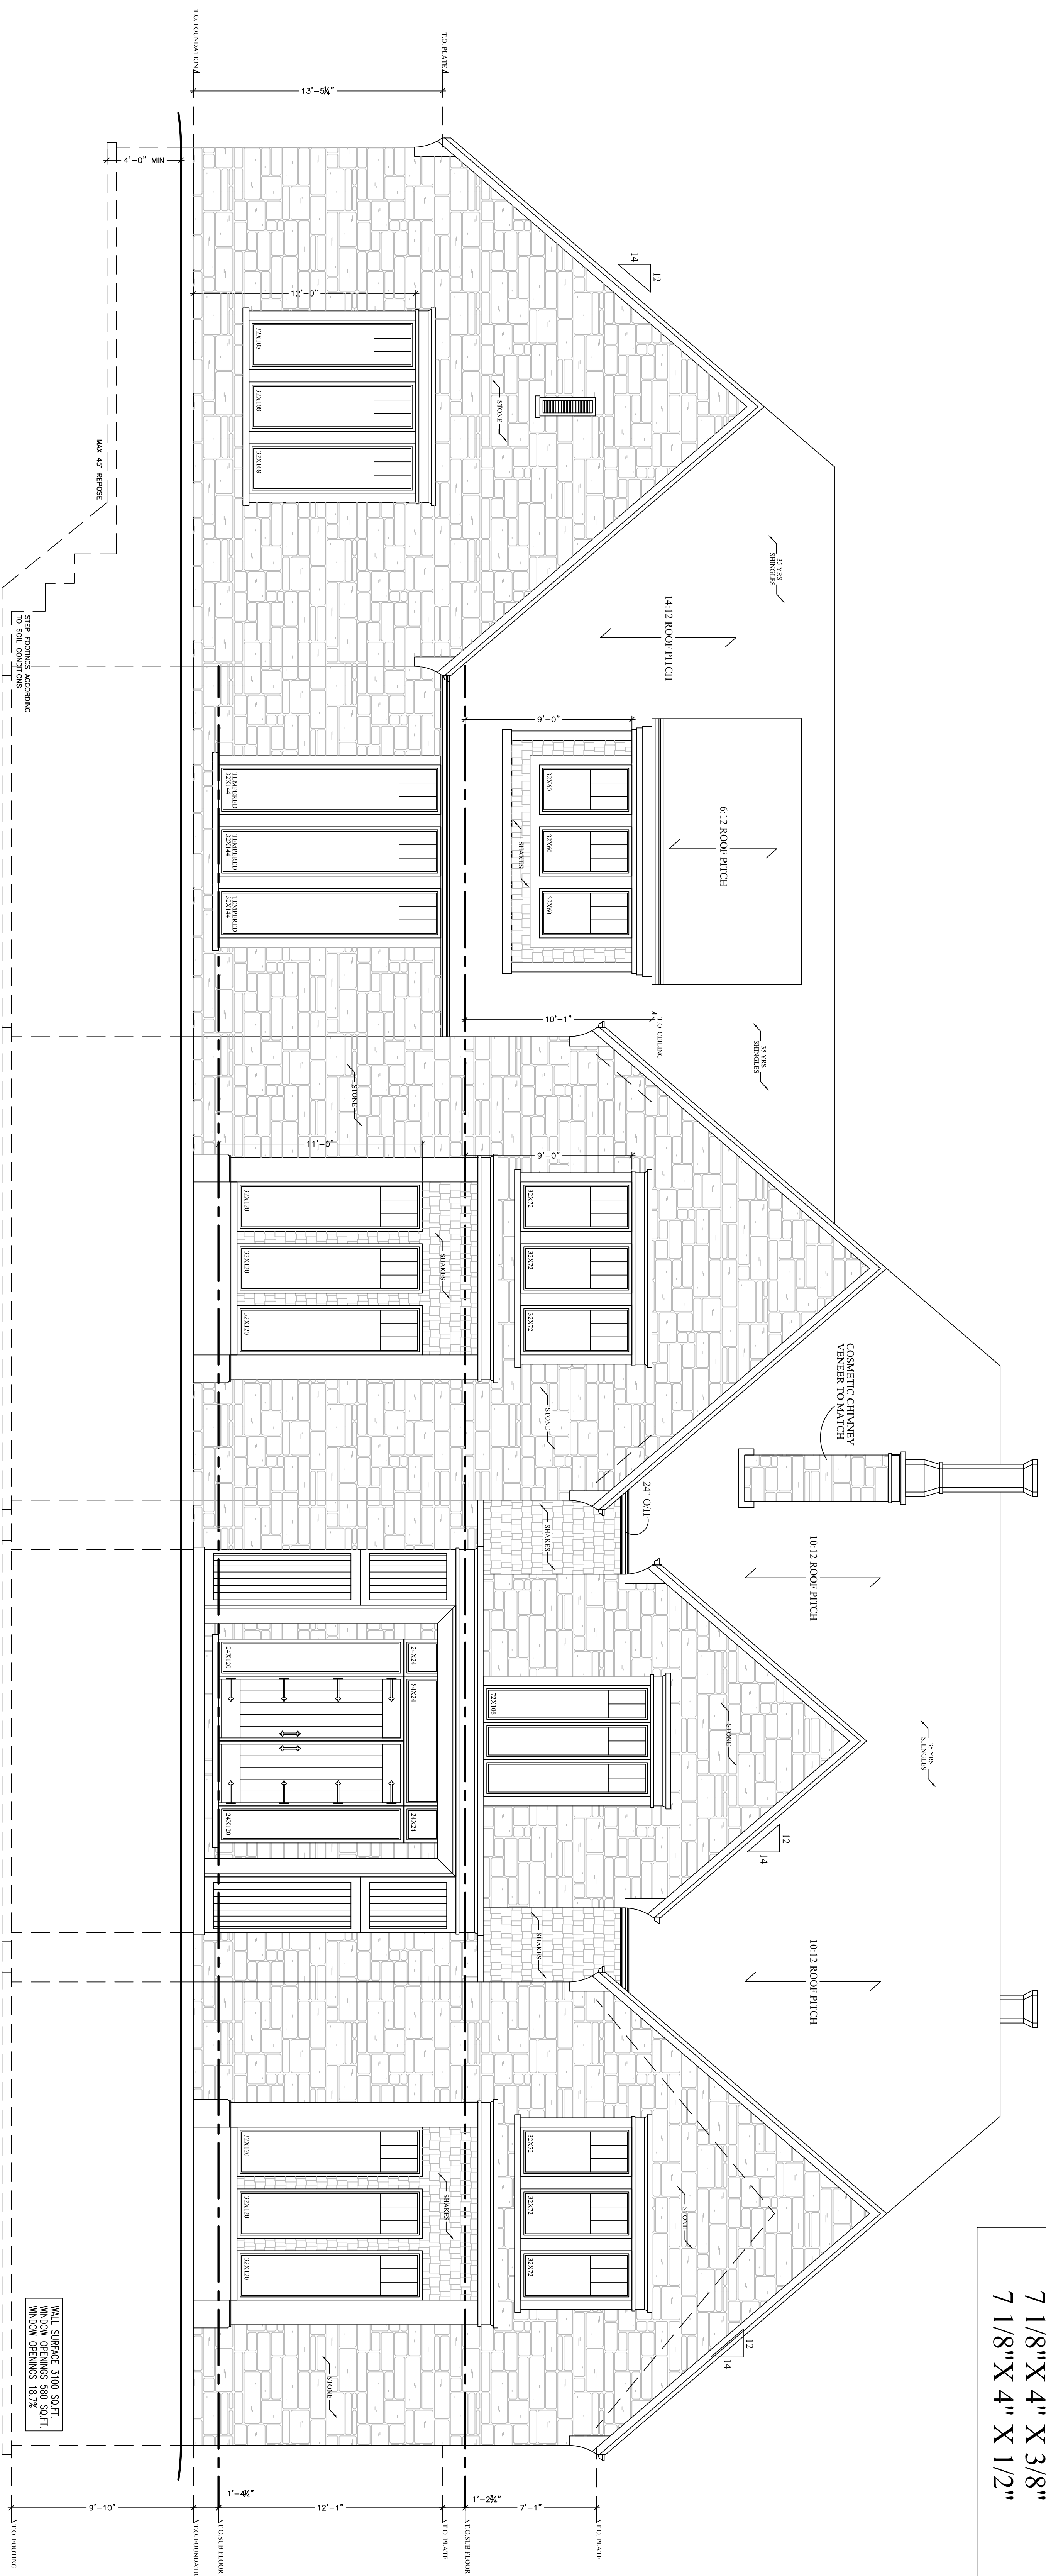 7 1/8"X 4" X 3/8"
7 1/8"X 4" X 1/2"
COSMETIC CHIMNEY
VENEER TO MATCH
35 YRS
SHINGLES
14:12 ROOF PITCH
6:12 ROOF PITCH
35 YRS
SHINGLES
10:12 ROOF PITCH
35 YRS
SHINGLES
10:12 ROOF PITCH
12
14
12
14
12
14
T.O. CEILING
24" O/H
T.O. PLATE
T.O. PLATE
STONE
9'-0"
32X60
32X60
32X60
SHAKES
10'-1"
9'-0"
32X72
32X72
32X72
STONE
SHAKES
72X108
STONE
SHAKES
32X72
32X72
32X72
STONE
7'-1"
1'-2¾"
T.O.SUB FLOOR
T.O. PLATE
13'-5¼"
12'-0"
32X108
32X108
32X108
TEMPERED
32X144
TEMPERED
32X144
TEMPERED
32X144
STONE
11'-0"
SHAKES
32X120
32X120
32X120
24X24
84X24
24X24
24X120
24X120
SHAKES
32X120
32X120
32X120
STONE
12'-1"
1'-4¼"
T.O.SUB FLOOR
T.O. FOUNDATION
T.O. FOUNDATIO
4'-0" MIN
MAX 45° REPOSE
STEP FOOTINGS ACCORDING
TO SOIL CONDITIONS
9'-10"
T.O. FOOTING
WALL SURFACE 3100 SQ.FT.
WINDOW OPENINGS 580 SQ.FT.
WINDOW OPENINGS 18.7%